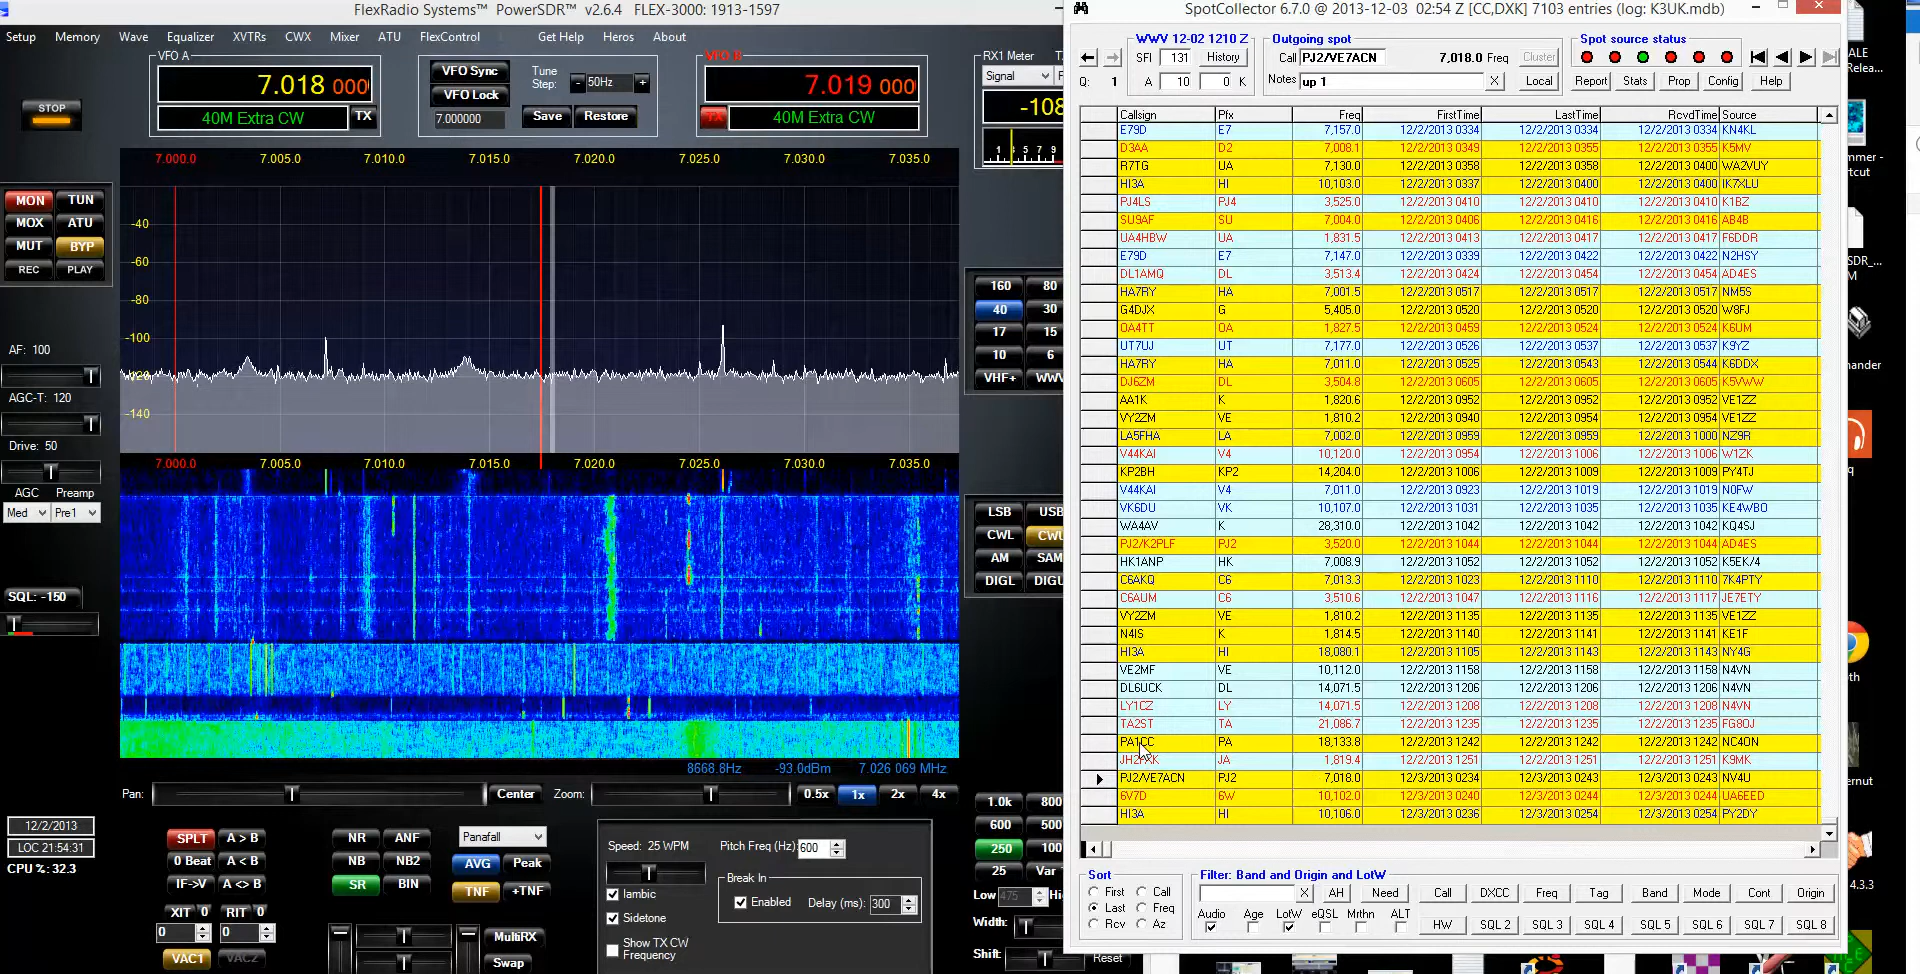 FlexRadio Systems™ PowerSDR™ v2.6.4 FLEX-3000: 1913-1597
Setup Memory Wave Equalizer XVTRs CWX Mixer ATU FlexControl Get Help Heros About
VFO A
7.018 000
40M Extra CW TX
STOP
VFO Sync
VFO Lock
7.000000
Tune Step: - 50Hz +
Save Restore
VFO B
7.019 000
TX 40M Extra CW
RX1 Meter
Signal
-108
1 3 5 7 9
7.000.0 7.005.0 7.010.0 7.015.0 7.020.0 7.025.0 7.030.0 7.035.0
-40
-60
-80
-100
-120
-140
7.000.0 7.005.0 7.010.0 7.015.0 7.020.0 7.025.0 7.030.0 7.035.0
8668.8Hz -93.0dBm 7.026 069 MHz
MON TUN
MOX ATU
MUT BYP
REC PLAY
AF: 100
AGC-T: 120
Drive: 50
AGC Preamp
Med Pre1
SQL: -150
160 80
40 30
17 15
10 6
VHF+ WWV
LSB USB
CWL CWU
AM SAM
DIGL DIGU
1.0k 800
600 500
250 100
25 Var
Low 475 Hi
Width:
Shift: Reset
Pan: Center Zoom: 0.5x 1x 2x 4x
12/2/2013
LOC 21:54:31
CPU %: 32.3
SPLT A > B
0 Beat A < B
IF->V A <> B
XIT 0 RIT 0
0 0
VAC1 VAC2
NR ANF
NB NB2
SR BIN
Panafall
AVG Peak
TNF +TNF
MultiRX
Swap
Speed: 25 WPM Pitch Freq (Hz): 600
Iambic
Sidetone
Show TX CW Frequency
Break In
Enabled Delay (ms): 300
SpotCollector 6.7.0 @ 2013-12-03 02:54 Z [CC,DXK] 7103 entries (log: K3UK.mdb)
WWV 12-02 1210 Z
SFI 131 History
Q: 1 A 10 0 K
Outgoing spot
Call PJ2/VE7ACN 7,018.0 Freq Cluster
Notes up 1 X Local
Spot source status
Report Stats Prop Config Help
Callsign Pfx Freq FirstTime LastTime RcvdTime Source
E79D E7 7,157.0 12/2/2013 0334 12/2/2013 0334 12/2/2013 0334 KN4KL
D3AA D2 7,008.1 12/2/2013 0349 12/2/2013 0355 12/2/2013 0355 K5MV
R7TG UA 7,130.0 12/2/2013 0358 12/2/2013 0358 12/2/2013 0400 WA2VUY
HI3A HI 10,103.0 12/2/2013 0337 12/2/2013 0400 12/2/2013 0400 IK7XLU
PJ4LS PJ4 3,525.0 12/2/2013 0410 12/2/2013 0410 12/2/2013 0410 K1BZ
SU9AF SU 7,004.0 12/2/2013 0406 12/2/2013 0416 12/2/2013 0416 AB4B
UA4HBW UA 1,831.5 12/2/2013 0413 12/2/2013 0417 12/2/2013 0417 F6DDR
E79D E7 7,147.0 12/2/2013 0339 12/2/2013 0422 12/2/2013 0422 N2HSY
DL1AMQ DL 3,513.4 12/2/2013 0424 12/2/2013 0454 12/2/2013 0454 AD4ES
HA7RY HA 7,001.5 12/2/2013 0517 12/2/2013 0517 12/2/2013 0517 NM5S
G4DJX G 5,405.0 12/2/2013 0520 12/2/2013 0520 12/2/2013 0520 W8FJ
OA4TT OA 1,827.5 12/2/2013 0459 12/2/2013 0524 12/2/2013 0524 K6UM
UT7UJ UT 7,177.0 12/2/2013 0526 12/2/2013 0537 12/2/2013 0537 K9YZ
HA7RY HA 7,011.0 12/2/2013 0525 12/2/2013 0543 12/2/2013 0544 K6DDX
DJ6ZM DL 3,504.8 12/2/2013 0605 12/2/2013 0605 12/2/2013 0605 K5VWW
AA1K K 1,820.6 12/2/2013 0952 12/2/2013 0952 12/2/2013 0952 VE1ZZ
VY2ZM VE 1,810.2 12/2/2013 0940 12/2/2013 0954 12/2/2013 0954 VE1ZZ
LA5FHA LA 7,002.0 12/2/2013 0959 12/2/2013 0959 12/2/2013 1000 NZ9R
V44KAI V4 10,120.0 12/2/2013 0954 12/2/2013 1006 12/2/2013 1006 W1ZK
KP2BH KP2 14,204.0 12/2/2013 1006 12/2/2013 1009 12/2/2013 1009 PY4TJ
V44KAI V4 7,011.0 12/2/2013 0923 12/2/2013 1019 12/2/2013 1019 N0FW
VK6DU VK 10,107.0 12/2/2013 1031 12/2/2013 1035 12/2/2013 1035 KE4WBO
WA4AV K 28,310.0 12/2/2013 1042 12/2/2013 1042 12/2/2013 1042 KQ4SJ
PJ2/K2PLF PJ2 3,520.0 12/2/2013 1044 12/2/2013 1044 12/2/2013 1044 AD4ES
HK1ANP HK 7,008.9 12/2/2013 1052 12/2/2013 1052 12/2/2013 1052 K5EK/4
C6AKQ C6 7,013.3 12/2/2013 1023 12/2/2013 1110 12/2/2013 1110 7K4PTY
C6AUM C6 3,510.6 12/2/2013 1047 12/2/2013 1116 12/2/2013 1117 JE7ETY
VY2ZM VE 1,810.2 12/2/2013 1135 12/2/2013 1135 12/2/2013 1135 VE1ZZ
N4IS K 1,814.5 12/2/2013 1140 12/2/2013 1141 12/2/2013 1141 KE1F
HI3A HI 18,080.1 12/2/2013 1105 12/2/2013 1143 12/2/2013 1143 NY4G
VE2MF VE 10,112.0 12/2/2013 1158 12/2/2013 1158 12/2/2013 1158 N4VN
DL6UCK DL 14,071.5 12/2/2013 1206 12/2/2013 1206 12/2/2013 1206 N4VN
LY1CZ LY 14,071.5 12/2/2013 1208 12/2/2013 1208 12/2/2013 1208 N4VN
TA2ST TA 21,086.7 12/2/2013 1235 12/2/2013 1235 12/2/2013 1235 FG8OJ
PA1CC PA 18,133.8 12/2/2013 1242 12/2/2013 1242 12/2/2013 1242 NC4ON
JA 1,819.4 12/2/2013 1251 12/2/2013 1251 12/2/2013 1251 K9MK
PJ2/VE7ACN PJ2 7,018.0 12/3/2013 0234 12/3/2013 0243 12/3/2013 0243 NV4U
6V7D 6W 10,102.0 12/3/2013 0240 12/3/2013 0244 12/3/2013 0244 UA6EED
HI3A HI 10,106.0 12/3/2013 0236 12/3/2013 0254 12/3/2013 0254 PY2DY
Sort
First Call
Last Freq
Rcv Az
Filter: Band and Origin and LotW
X AH Need Call DXCC Freq Tag Band Mode Cont Origin
Audio Age LotW eQSL Mrthn ALT
HW SQL 2 SQL 3 SQL 4 SQL 5 SQL 6 SQL 7 SQL 8
ALE
Relea...
mmer -
rtcut
SDR_...
M
mander
q
th
ernut
4.3.3